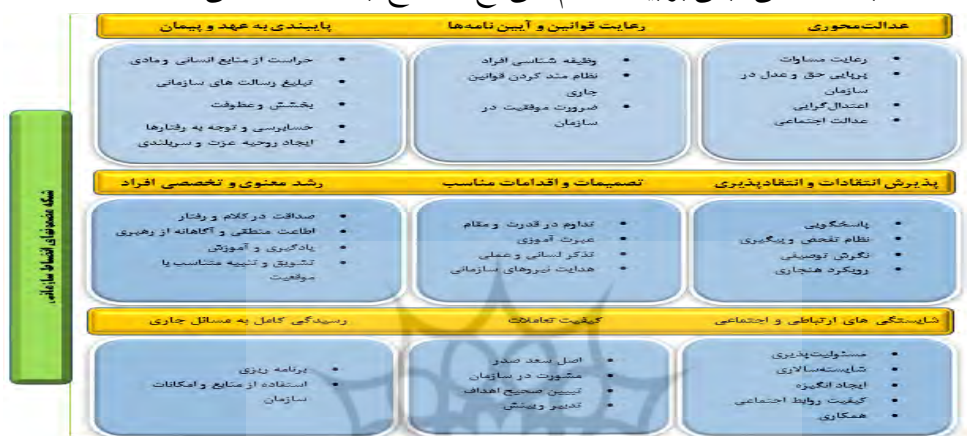 عدالت‌محوری
رعایت مساوات
برپایی حق و عدل در
سازمان
اعتدال‌گرایی
عدالت اجتماعی
رعایت قوانین و آیین نامه‌ها
وظیفه شناسی افراد
نظام مند کردن قوانین
جاری
ضرورت موفقیت در
سازمان
پایبندی به عهد و پیمان
حراست از منابع انسانی و مادی
تبلیغ رسالت های سازمانی
بخشش و عطوفت
حسابرسی و توجه به رفتارها
ایجاد روحیه عزت و سربلندی
پذیرش انتقادات و انتقادپذیری
پاسخگویی
نظام تفحص و پیگیری
نگرش توصیفی
رویکرد هنجاری
تصمیمات و اقدامات مناسب
تداوم در قدرت و مقام
عبرت آموزی
تذکر لسانی و عملی
هدایت نیروهای سازمانی
رشد معنوی و تخصصی افراد
صداقت در کلام و رفتار
اطاعت منطقی و آگاهانه از رهبری
یادگیری و آموزش
تشویق و تنبیه متناسب با
موقعیت
شایستگی های ارتباطی و اجتماعی
مسئولیت‌پذیری
شایسته‌سالاری
ایجاد انگیزه
کیفیت روابط اجتماعی
همکاری
کیفیت تعاملات
اصل سعه صدر
مشورت در سازمان
تبیین صحیح اهداف
تدبیر و بینش
رسیدگی کامل به مسائل جاری
برنامه ریزی
استفاده از منابع و امکانات
سازمان
شبکه مضمونهای انضباط سازمانی